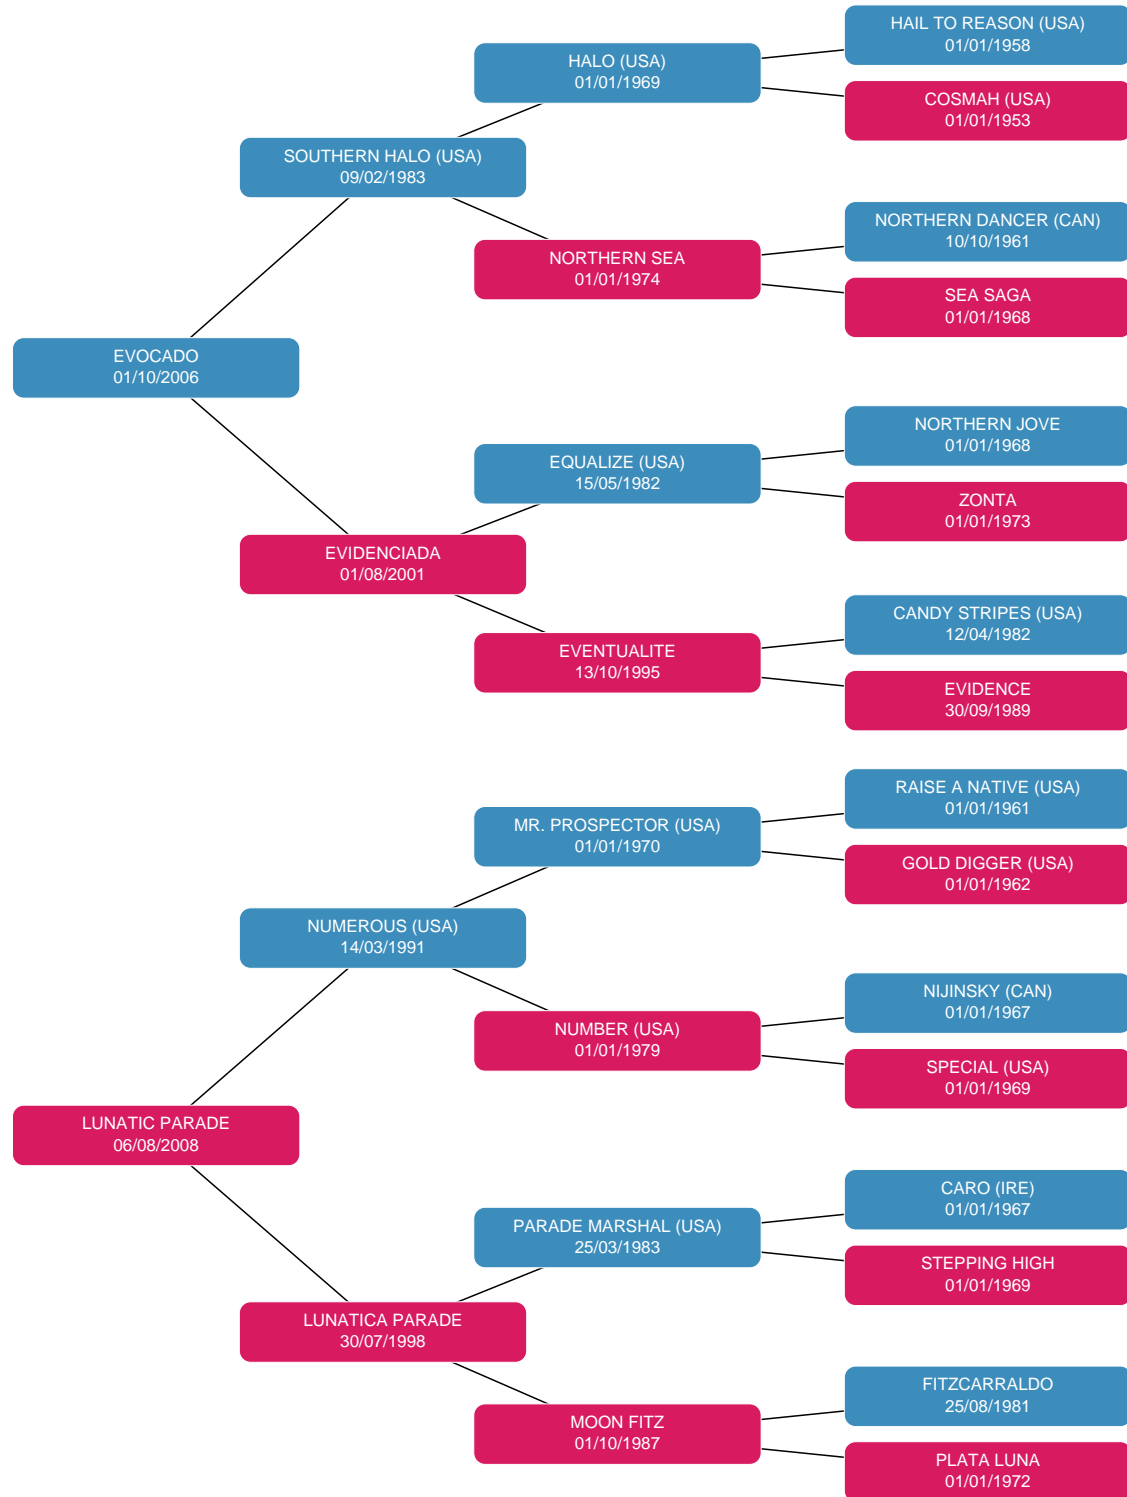 HAIL TO REASON (USA)
01/01/1958
HALO (USA)
01/01/1969
COSMAH (USA)
01/01/1953
SOUTHERN HALO (USA)
09/02/1983
NORTHERN DANCER (CAN)
10/10/1961
NORTHERN SEA
01/01/1974
SEA SAGA
01/01/1968
EVOCADO
01/10/2006
NORTHERN JOVE
01/01/1968
EQUALIZE (USA)
15/05/1982
ZONTA
01/01/1973
EVIDENCIADA
01/08/2001
CANDY STRIPES (USA)
12/04/1982
EVENTUALITE
13/10/1995
EVIDENCE
30/09/1989
RAISE A NATIVE (USA)
01/01/1961
MR. PROSPECTOR (USA)
01/01/1970
GOLD DIGGER (USA)
01/01/1962
NUMEROUS (USA)
14/03/1991
NIJINSKY (CAN)
01/01/1967
NUMBER (USA)
01/01/1979
SPECIAL (USA)
01/01/1969
LUNATIC PARADE
06/08/2008
CARO (IRE)
01/01/1967
PARADE MARSHAL (USA)
25/03/1983
STEPPING HIGH
01/01/1969
LUNATICA PARADE
30/07/1998
FITZCARRALDO
25/08/1981
MOON FITZ
01/10/1987
PLATA LUNA
01/01/1972